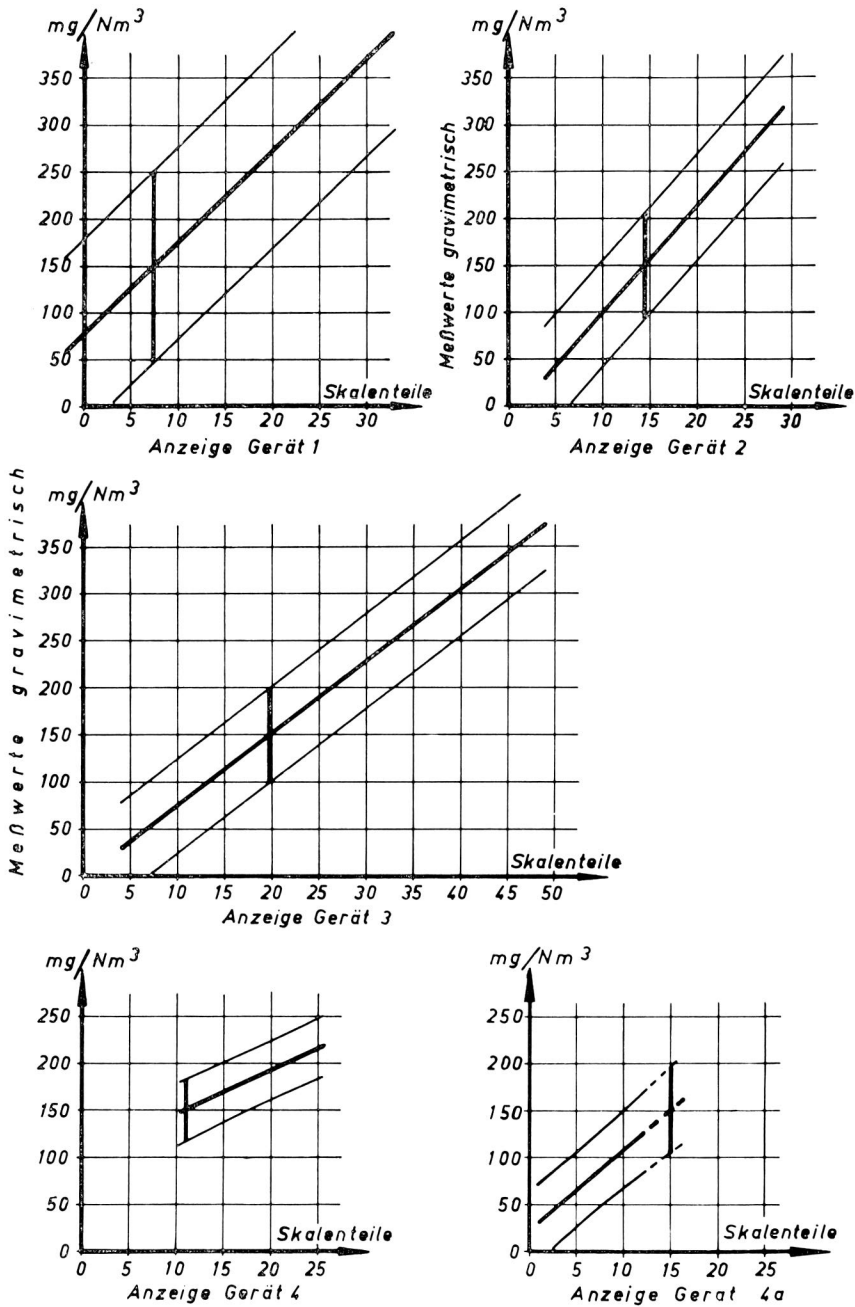 mg/Nm³
350
300
250
200
150
100
50
0
Skalenteile
0 5 10 15 20 25 30
Anzeige Gerät 1
mg/Nm³
Meßwerte gravimetrisch
350
300
250
200
150
100
50
0
Skalenteile
0 5 10 15 20 25 30
Anzeige Gerät 2
mg/Nm³
Meßwerte gravimetrisch
350
300
250
200
150
100
50
0
Skalenteile
0 5 10 15 20 25 30 35 40 45 50
Anzeige Gerät 3
mg/Nm³
250
200
150
100
50
0
Skalenteile
0 5 10 15 20 25
Anzeige Gerät 4
mg/Nm³
250
200
150
100
50
0
Skalenteile
0 5 10 15 20 25
Anzeige Gerat 4a